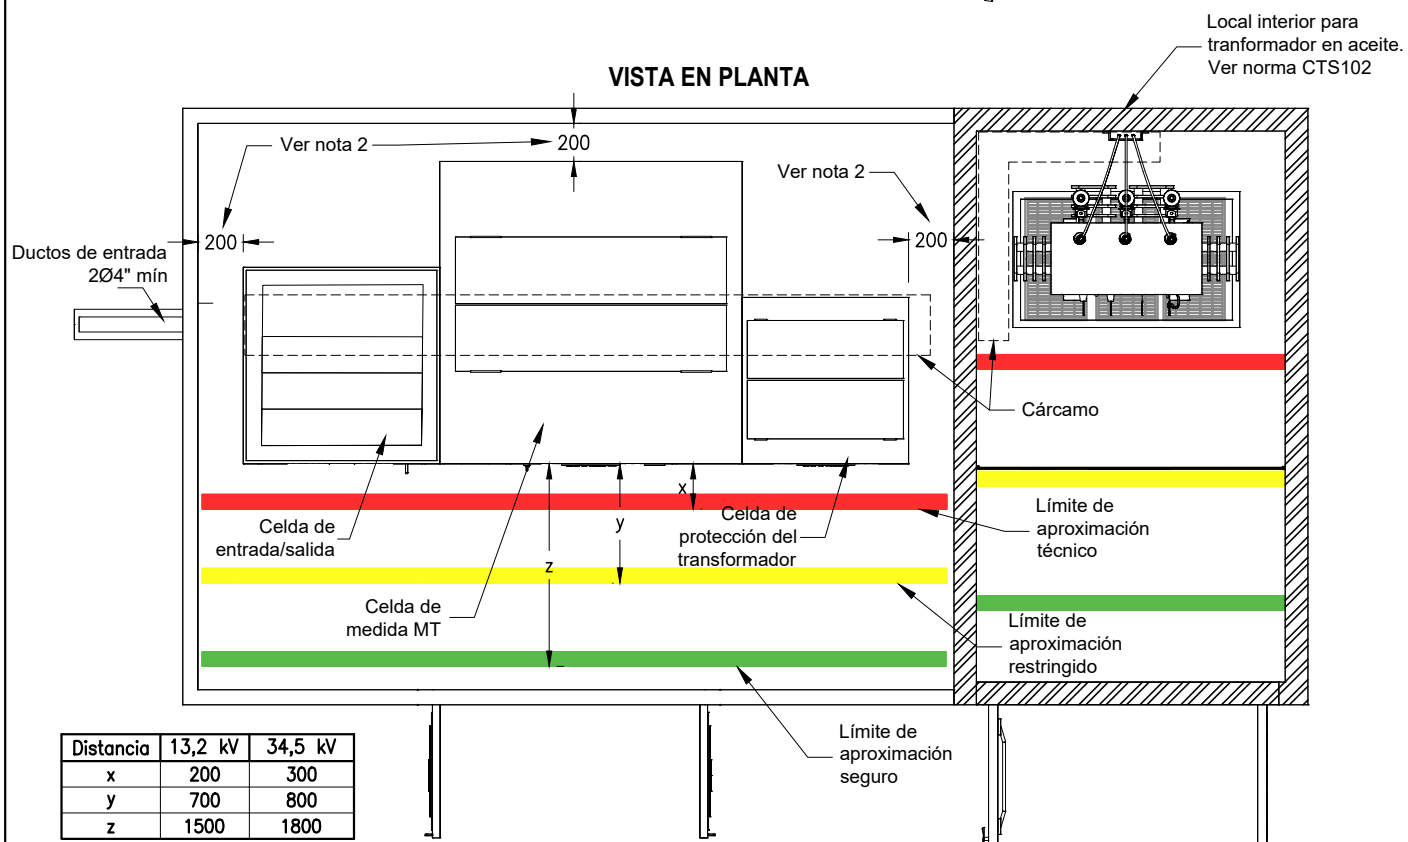 Local interior para
tranformador en aceite.
Ver norma CTS102
VISTA EN PLANTA
Ver nota 2
200
Ver nota 2
200
200
Ductos de entrada
2Ø4" mín
Cárcamo
x
y
z
Celda de
entrada/salida
Celda de
protección del
transformador
Límite de
aproximación
técnico
Celda de
medida MT
Límite de
aproximación
restringido
Límite de
aproximación
seguro
Distancia 13,2 kV 34,5 kV
x 200 300
y 700 800
z 1500 1800